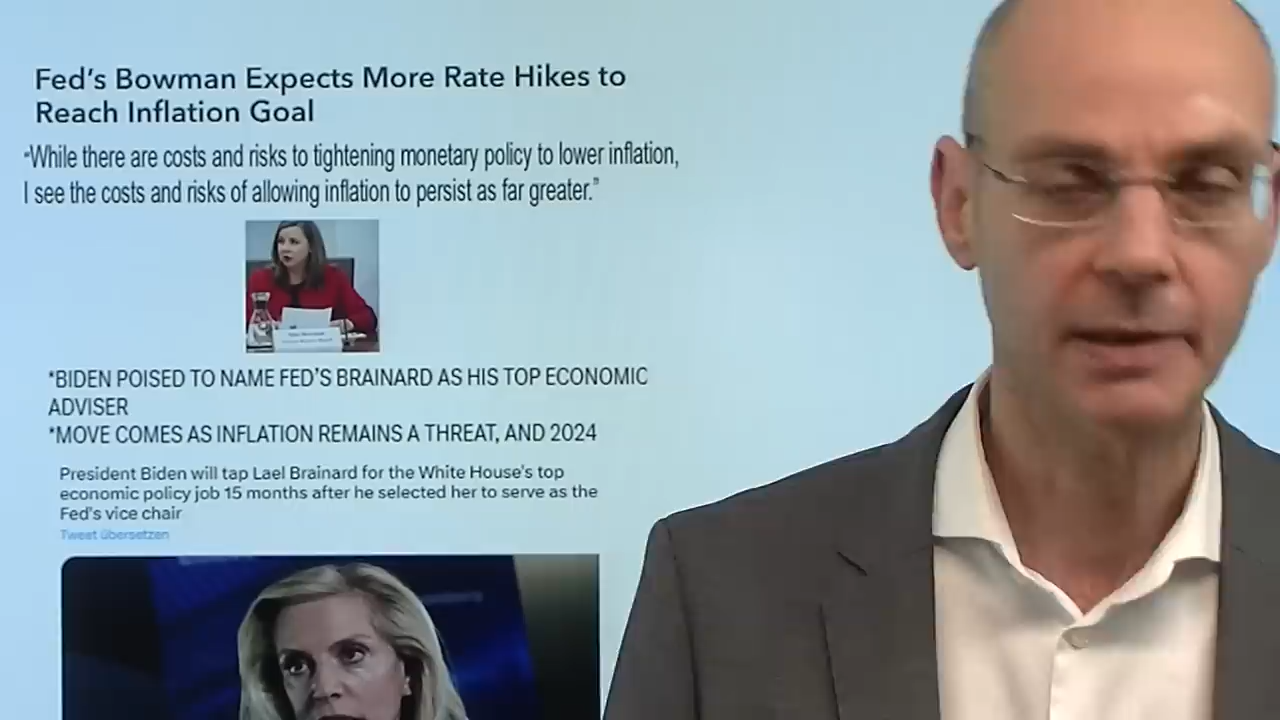 Fed's Bowman Expects More Rate Hikes to
Reach Inflation Goal
"While there are costs and risks to tightening monetary policy to lower inflation,
I see the costs and risks of allowing inflation to persist as far greater."
*BIDEN POISED TO NAME FED'S BRAINARD AS HIS TOP ECONOMIC
ADVISER
*MOVE COMES AS INFLATION REMAINS A THREAT, AND 2024
President Biden will tap Lael Brainard for the White House's top
economic policy job 15 months after he selected her to serve as the
Fed's vice chair
Tweet übersetzen